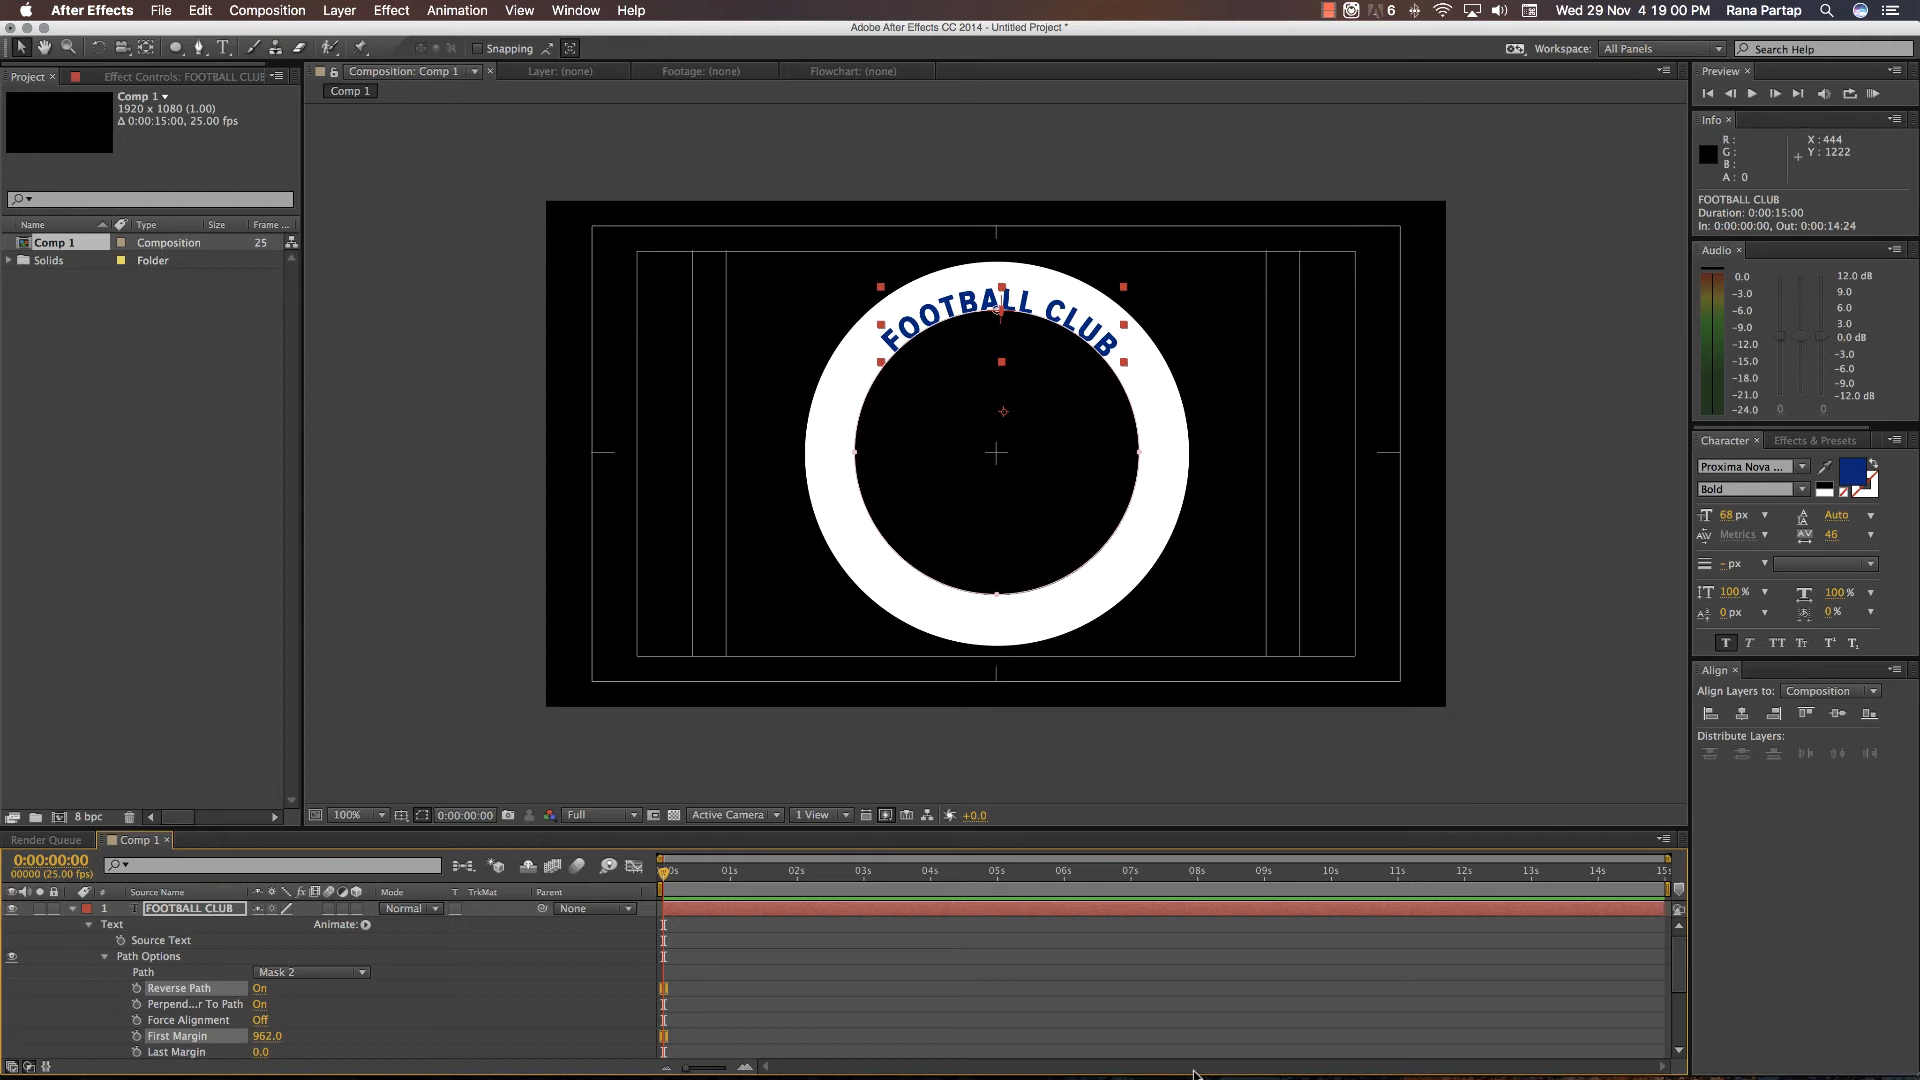 After Effects File Edit Composition Layer Effect Animation View Window Help 6 Wed 29 Nov 4 19 00 PM Rana Partap
Adobe After Effects CC 2014 - Untitled Project *
Snapping Workspace: All Panels Search Help
Project Effect Controls: FOOTBALL CLUB Composition: Comp 1 Layer: (none) Footage: (none) Flowchart: (none) Preview
Comp 1
1920 x 1080 (1.00)
Δ 0:00:15:00, 25.00 fps
Comp 1
Name Type Size Frame ...
Comp 1 Composition 25
Solids Folder
FOOTBALL CLUB
Info
R : X : 444
G : Y : 1222
B :
A : 0
FOOTBALL CLUB
Duration: 0:00:15:00
In: 0:00:00:00, Out: 0:00:14:24
Audio
0.0 12.0 dB
-3.0 9.0
-6.0 6.0
-9.0 3.0
-12.0 0.0 dB
-15.0 -3.0
-18.0 -6.0
-21.0 -9.0
-24.0 0 0 -12.0 dB
Character Effects & Presets
Proxima Nova ...
Bold
68 px Auto
Metrics 46
- px
100 % 100 %
0 px 0 %
T T TT Tt T¹ T₁
Align
Align Layers to: Composition
Distribute Layers:
8 bpc 100% 0:00:00:00 Full Active Camera 1 View +0.0
Render Queue Comp 1
0:00:00:00
00000 (25.00 fps)
00s 01s 02s 03s 04s 05s 06s 07s 08s 09s 10s 11s 12s 13s 14s 15s
# Source Name Mode T TrkMat Parent
1 T FOOTBALL CLUB Normal None
Text Animate:
Source Text
Path Options
Path Mask 2
Reverse Path On
Perpend...r To Path On
Force Alignment Off
First Margin 962.0
Last Margin 0.0